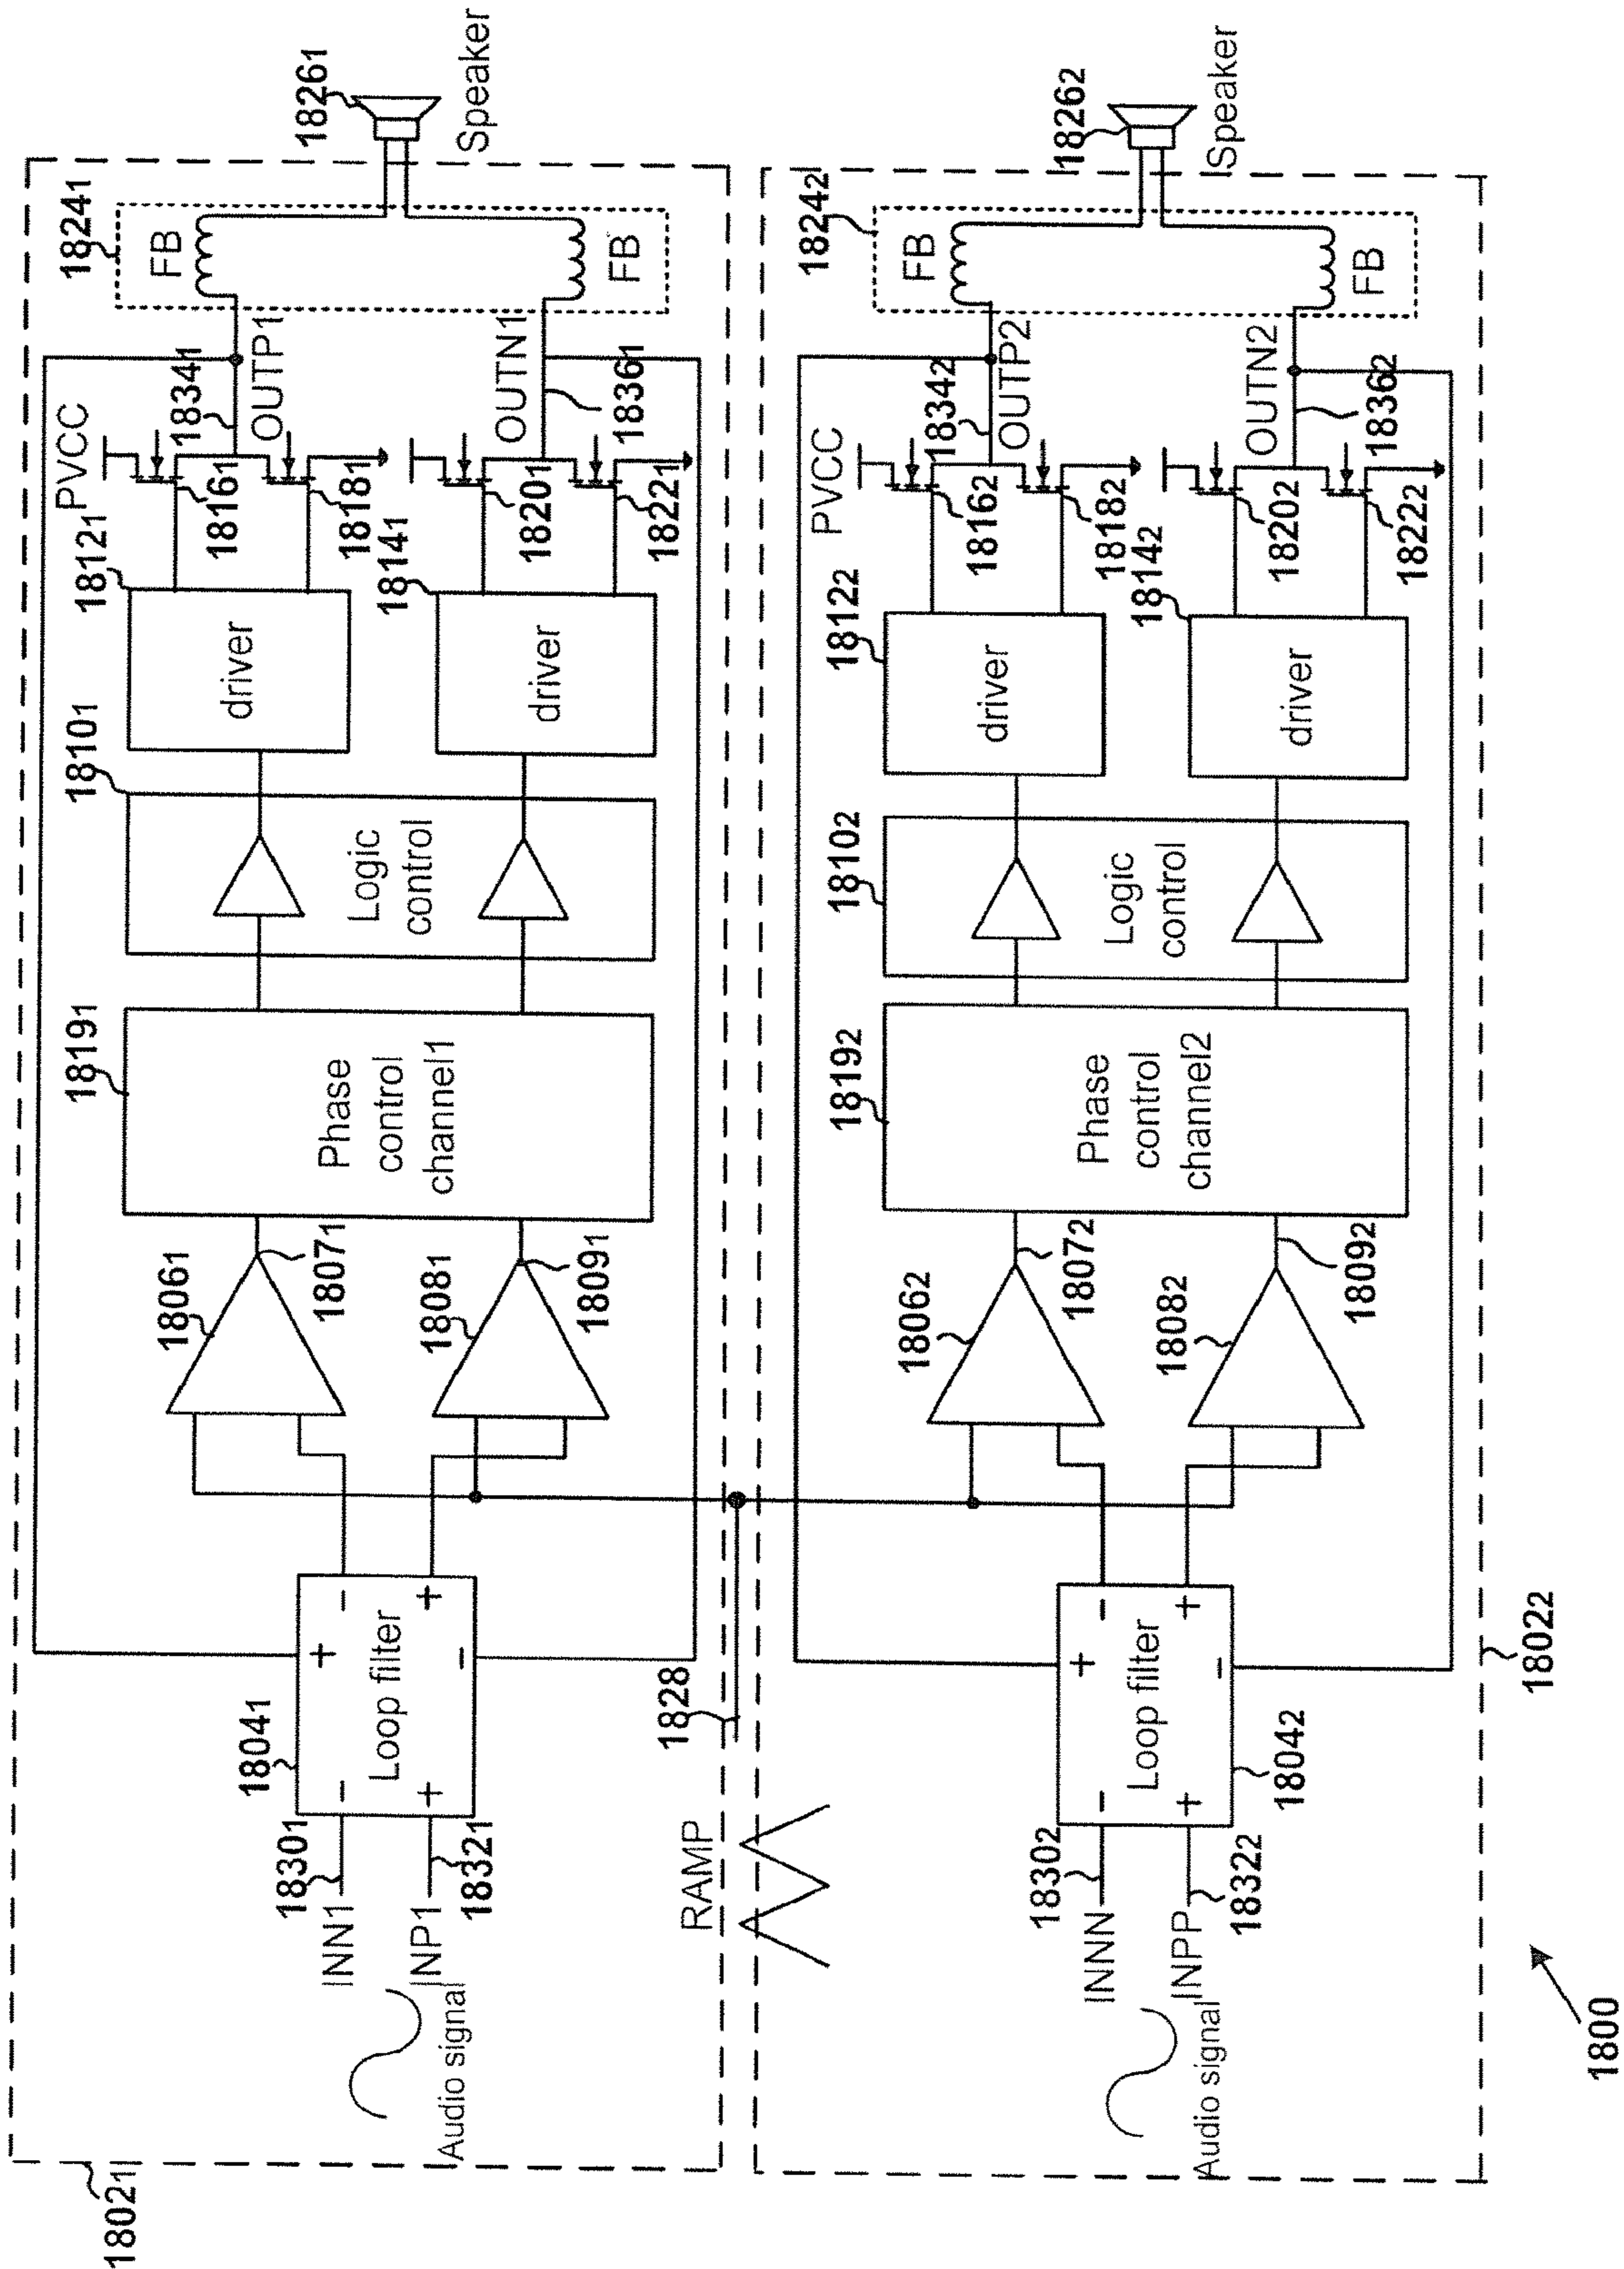 1802₁
Audio signal
INN1
INP1
1830₁
1832₁
1804₁
Loop filter
-
+
+
-
-
+
1806₁
1807₁
1808₁
1809₁
1819₁
Phase
control
channel1
1810₁
Logic
control
1812₁
driver
1814₁
driver
PVCC
1816₁
1818₁
1820₁
1822₁
1834₁
OUTP1
OUTN1
1836₁
1824₁
FB
FB
1826₁
Speaker
RAMP
1828
Audio signal
INNN
INPP
1830₂
1832₂
1804₂
Loop filter
-
+
+
-
-
+
1806₂
1807₂
1808₂
1809₂
1819₂
Phase
control
channel2
1810₂
Logic
control
1812₂
driver
1814₂
driver
PVCC
1816₂
1818₂
1820₂
1822₂
1834₂
OUTP2
OUTN2
1836₂
1824₂
FB
FB
1826₂
Speaker
1802₂
1800